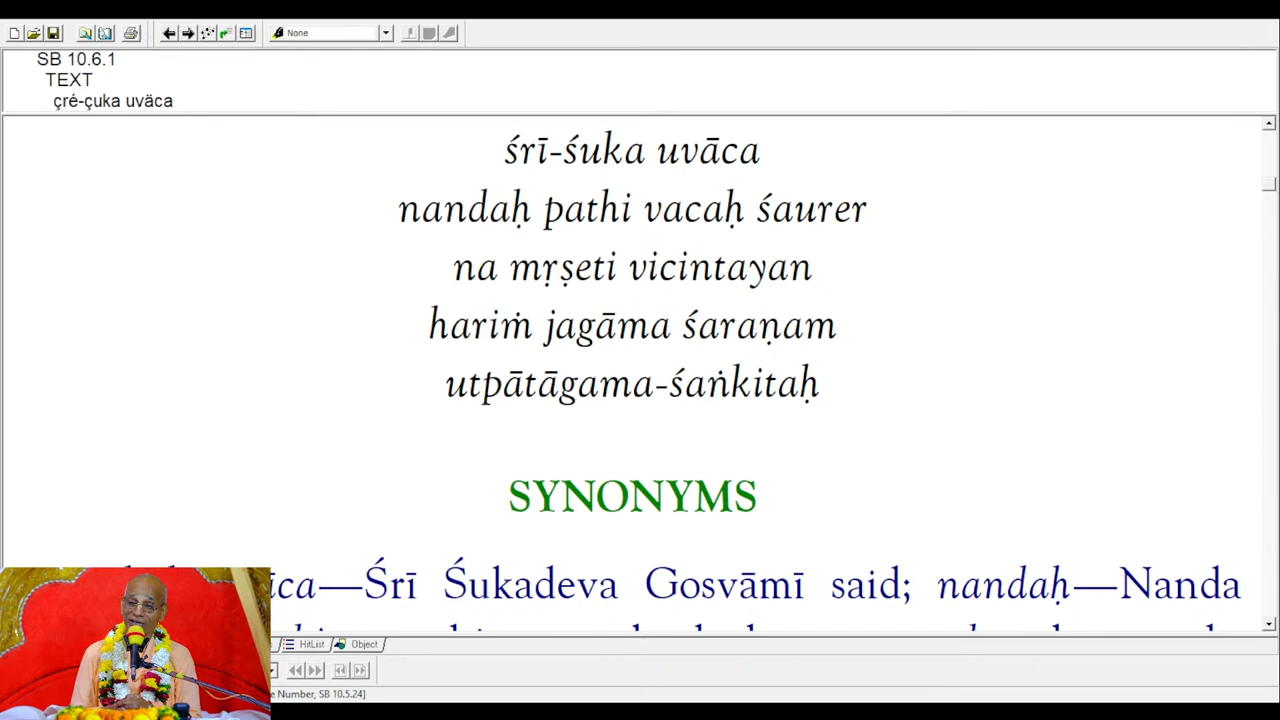 None
SB 10.6.1
TEXT
çré-çuka uväca
śrī-śuka uvāca
nandaḥ pathi vacaḥ śaurer
na mṛṣeti vicintayan
hariṁ jagāma śaraṇam
utpātāgama-śaṅkitaḥ
SYNONYMS
āca—Śrī Śukadeva Gosvāmī said; nandaḥ—Nanda
HitList Object
e Number, SB 10.5.24]